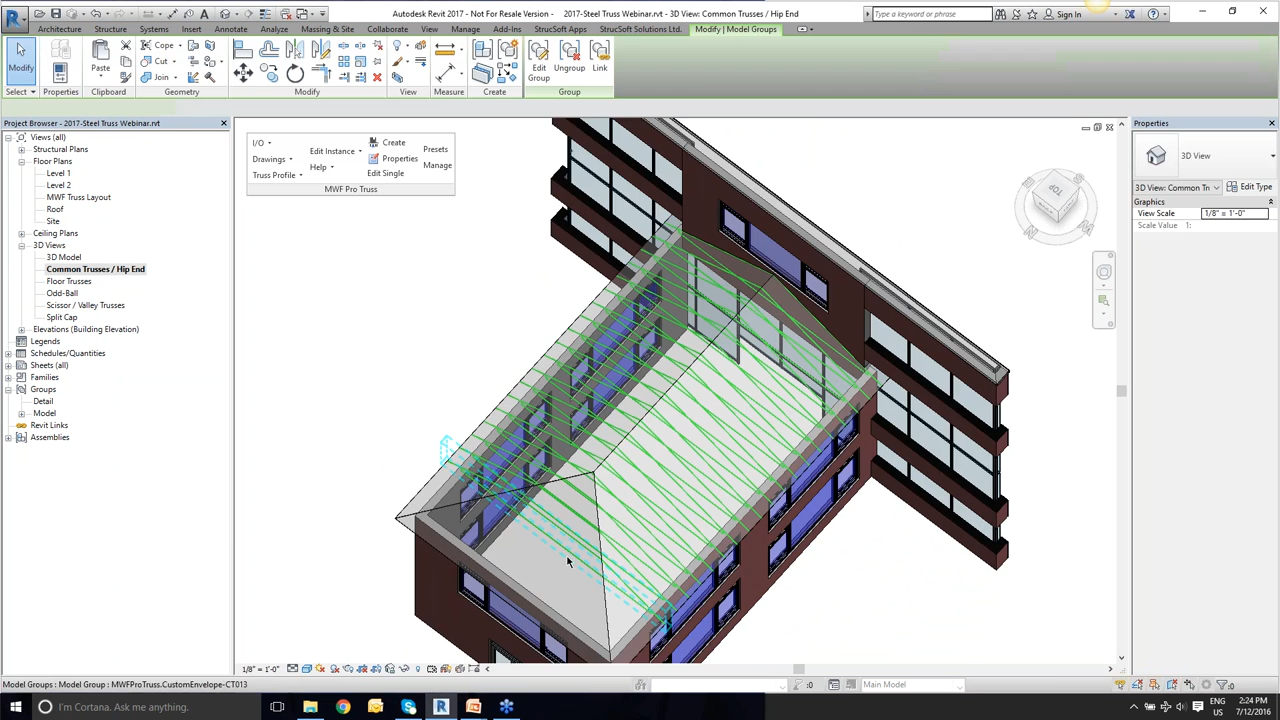 Autodesk Revit 2017 - Not For Resale Version - 2017-Steel Truss Webinar.rvt - 3D View: Common Trusses / Hip End
Type a keyword or phrase
Sign In
Architecture Structure Systems Insert Annotate Analyze Massing & Site Collaborate View Manage Add-Ins StrucSoft Apps StrucSoft Solutions Ltd. Modify | Model Groups
Modify
Paste
Cope
Cut
Join
Edit Group
Ungroup
Link
Select Properties Clipboard Geometry Modify View Measure Create Group
Project Browser - 2017-Steel Truss Webinar.rvt
Views (all)
Structural Plans
Floor Plans
Level 1
Level 2
MWF Truss Layout
Roof
Site
Ceiling Plans
3D Views
3D Model
Common Trusses / Hip End
Floor Trusses
Odd-Ball
Scissor / Valley Trusses
Split Cap
Elevations (Building Elevation)
Legends
Schedules/Quantities
Sheets (all)
Families
Groups
Detail
Model
Revit Links
Assemblies
I/O
Drawings
Truss Profile
Edit Instance
Help
Create
Properties
Edit Single
Presets
Manage
MWF Pro Truss
TOP
Properties
3D View
3D View: Common Tr
Edit Type
Graphics
View Scale 1/8" = 1'-0"
Scale Value 1:
1/8" = 1'-0"
Model Groups : Model Group : MWFProTruss.CustomEnvelope-CT013
:0
Main Model
:0
I'm Cortana. Ask me anything.
ENG
US
2:24 PM
7/12/2016